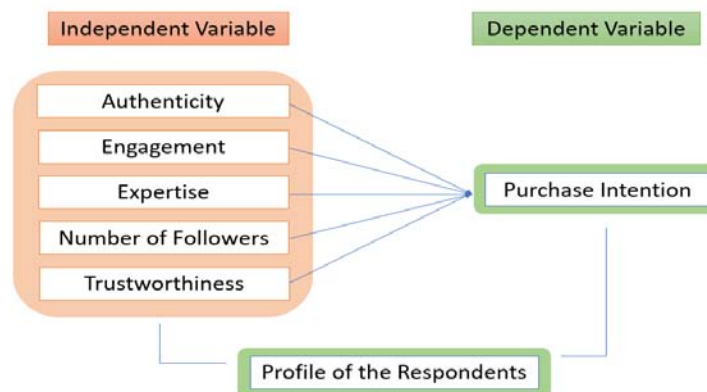 Independent Variable
Dependent Variable
Authenticity
Engagement
Expertise
Number of Followers
Trustworthiness
Purchase Intention
Profile of the Respondents